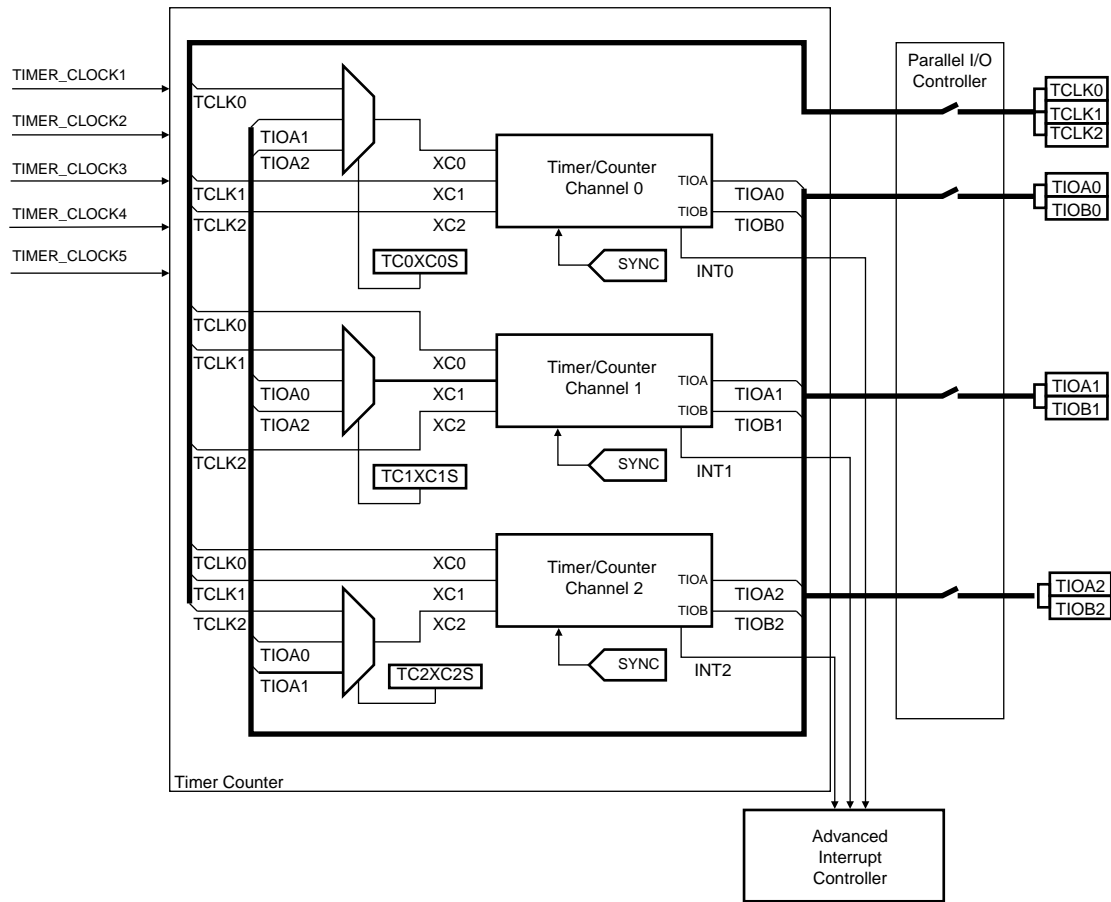 TIMER_CLOCK1
TIMER_CLOCK2
TIMER_CLOCK3
TIMER_CLOCK4
TIMER_CLOCK5
TCLK0
TIOA1
TIOA2
TCLK1
TCLK2
XC0
XC1
XC2
TC0XC0S
Timer/Counter
Channel 0
TIOA
TIOB
TIOA0
TIOB0
SYNC
INT0
TCLK0
TCLK1
TIOA0
TIOA2
TCLK2
XC0
XC1
XC2
TC1XC1S
Timer/Counter
Channel 1
TIOA
TIOB
TIOA1
TIOB1
SYNC
INT1
TCLK0
TCLK1
TCLK2
TIOA0
TIOA1
XC0
XC1
XC2
TC2XC2S
Timer/Counter
Channel 2
TIOA
TIOB
TIOA2
TIOB2
SYNC
INT2
Timer Counter
Parallel I/O
Controller
TCLK0
TCLK1
TCLK2
TIOA0
TIOB0
TIOA1
TIOB1
TIOA2
TIOB2
Advanced
Interrupt
Controller